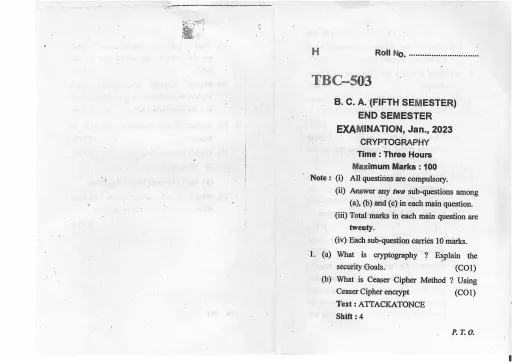 H Roll No. ..............................
TBC–503
B. C. A. (FIFTH SEMESTER)
END SEMESTER
EXAMINATION, Jan., 2023
CRYPTOGRAPHY
Time : Three Hours
Maximum Marks : 100
Note : (i) All questions are compulsory.
(ii) Answer any two sub-questions among
(a), (b) and (c) in each main question.
(iii) Total marks in each main question are
twenty.
(iv) Each sub-question carries 10 marks.
1. (a) What is cryptography ? Explain the
security Goals. (CO1)
(b) What is Ceaser Cipher Method ? Using
Ceaser Cipher encrypt (CO1)
Text : ATTACKATONCE
Shift : 4
P. T. O.